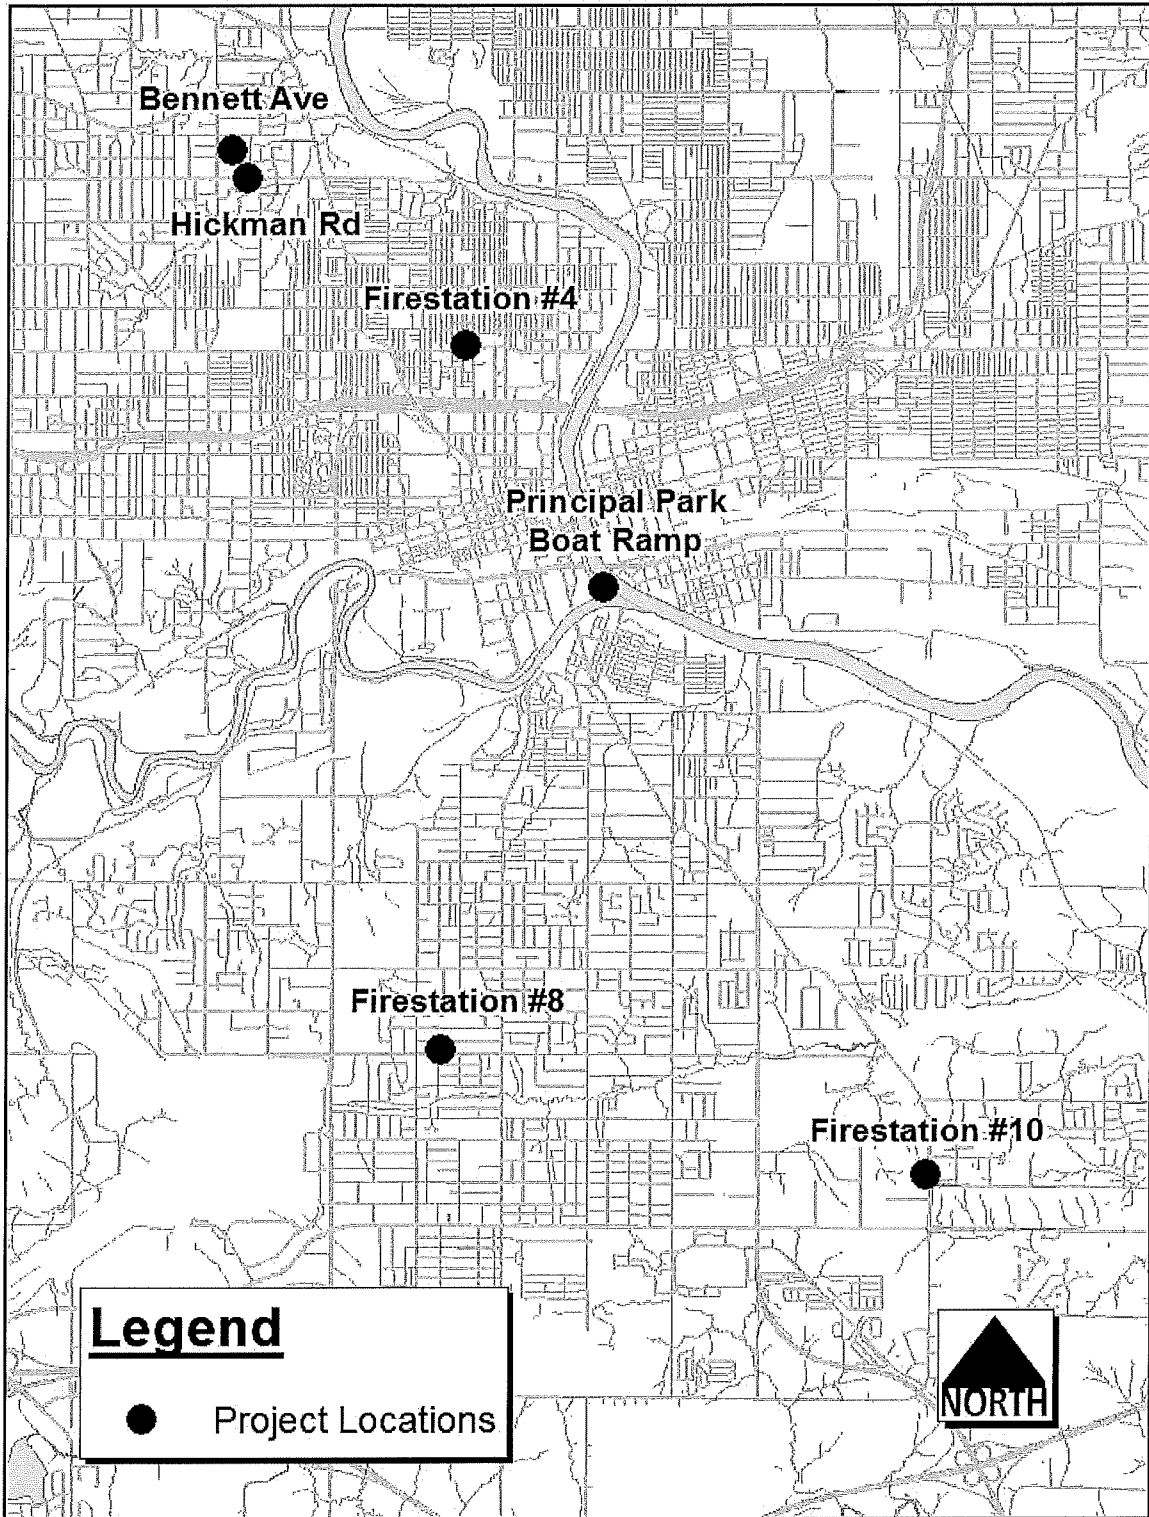 Bennett Ave
Hickman Rd
Firestation #4
Principal Park
Boat Ramp
Firestation #8
Firestation #10
Legend
Project Locations
NORTH